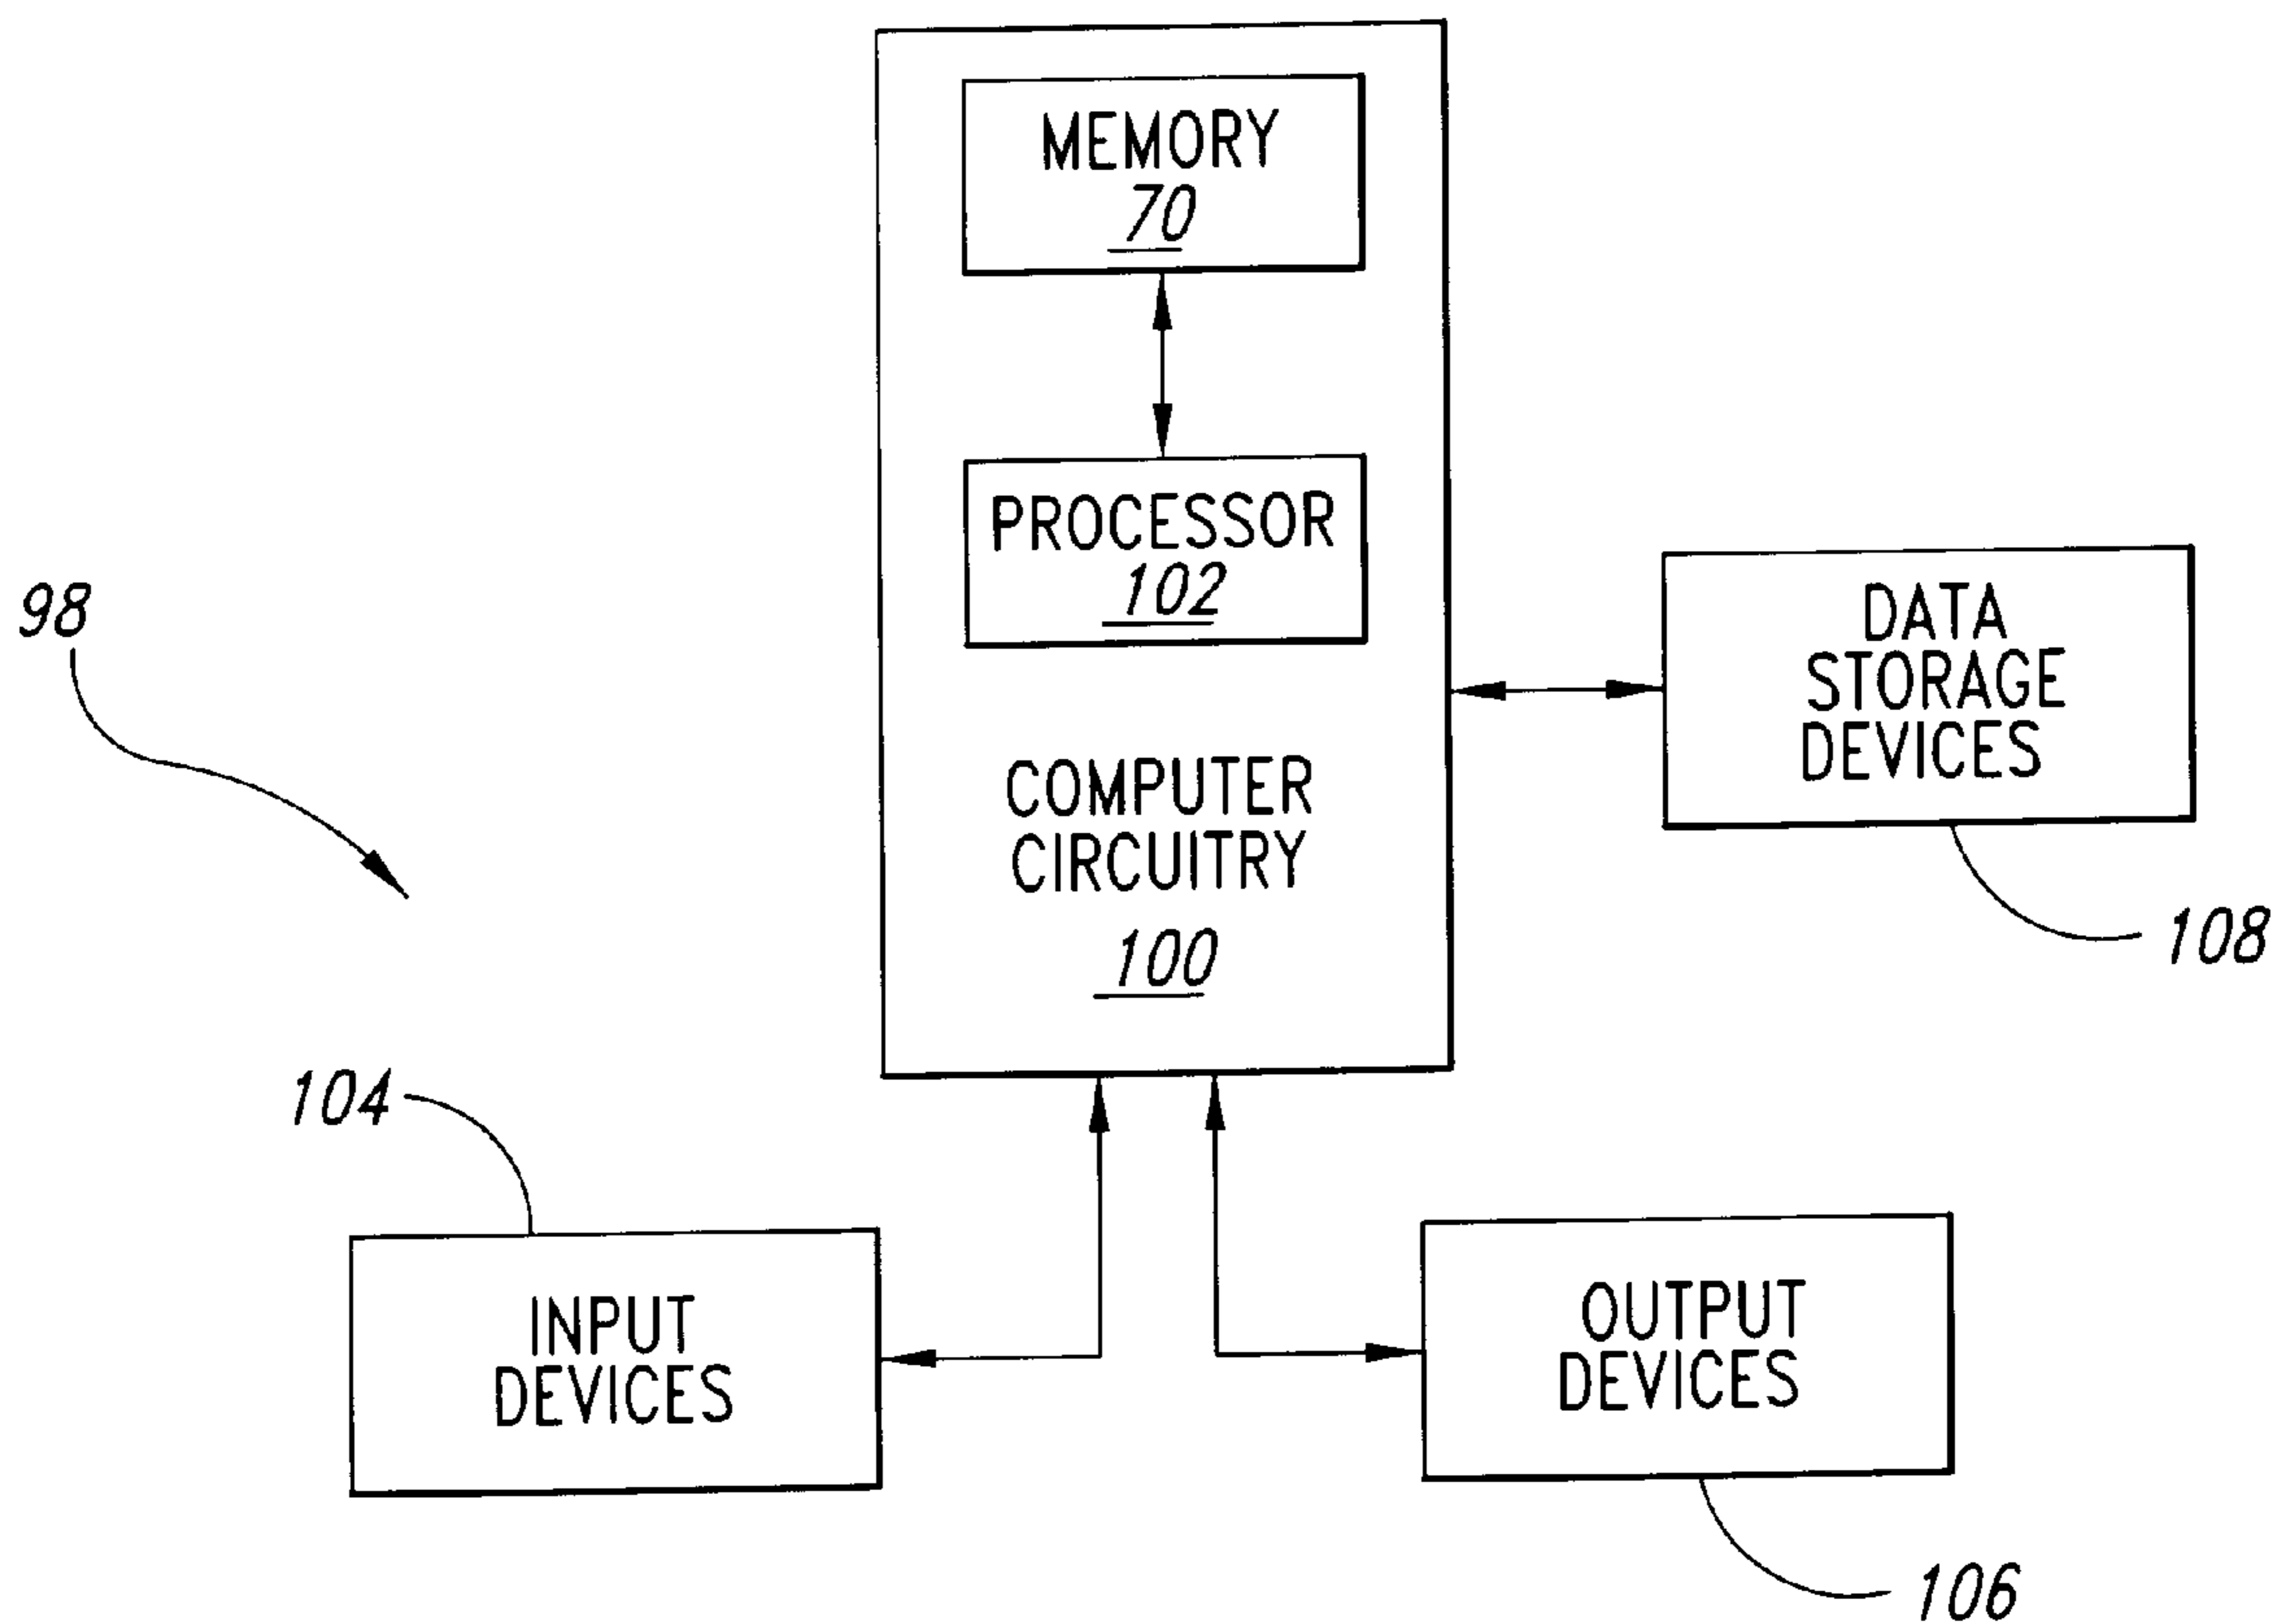 MEMORY
70
PROCESSOR
102
98
DATA
STORAGE
DEVICES
COMPUTER
CIRCUITRY
100
108
104
INPUT
DEVICES
OUTPUT
DEVICES
106